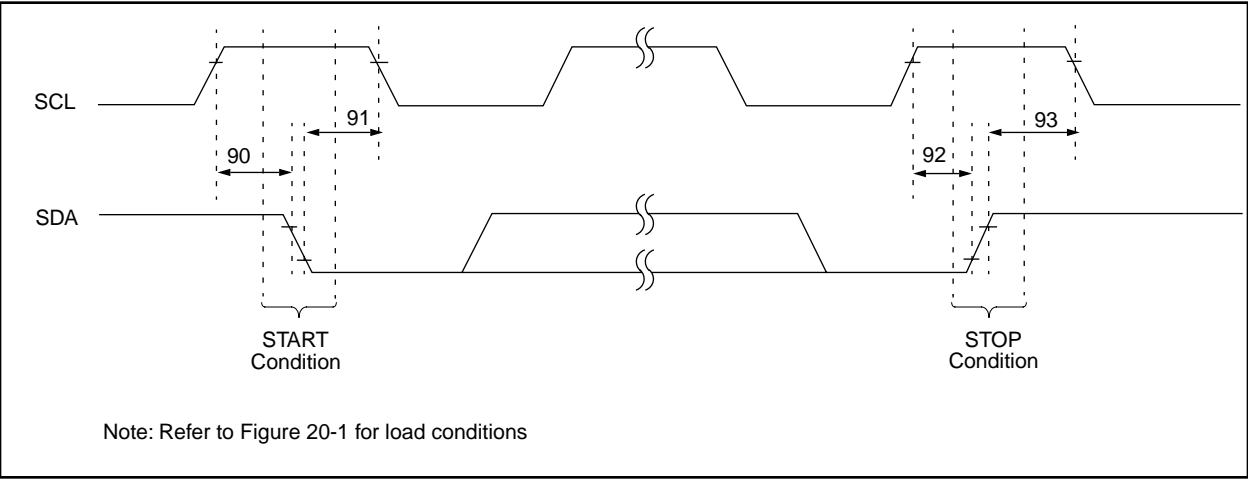 SCL
91
93
90
92
SDA
START
Condition
STOP
Condition
Note: Refer to Figure 20-1 for load conditions